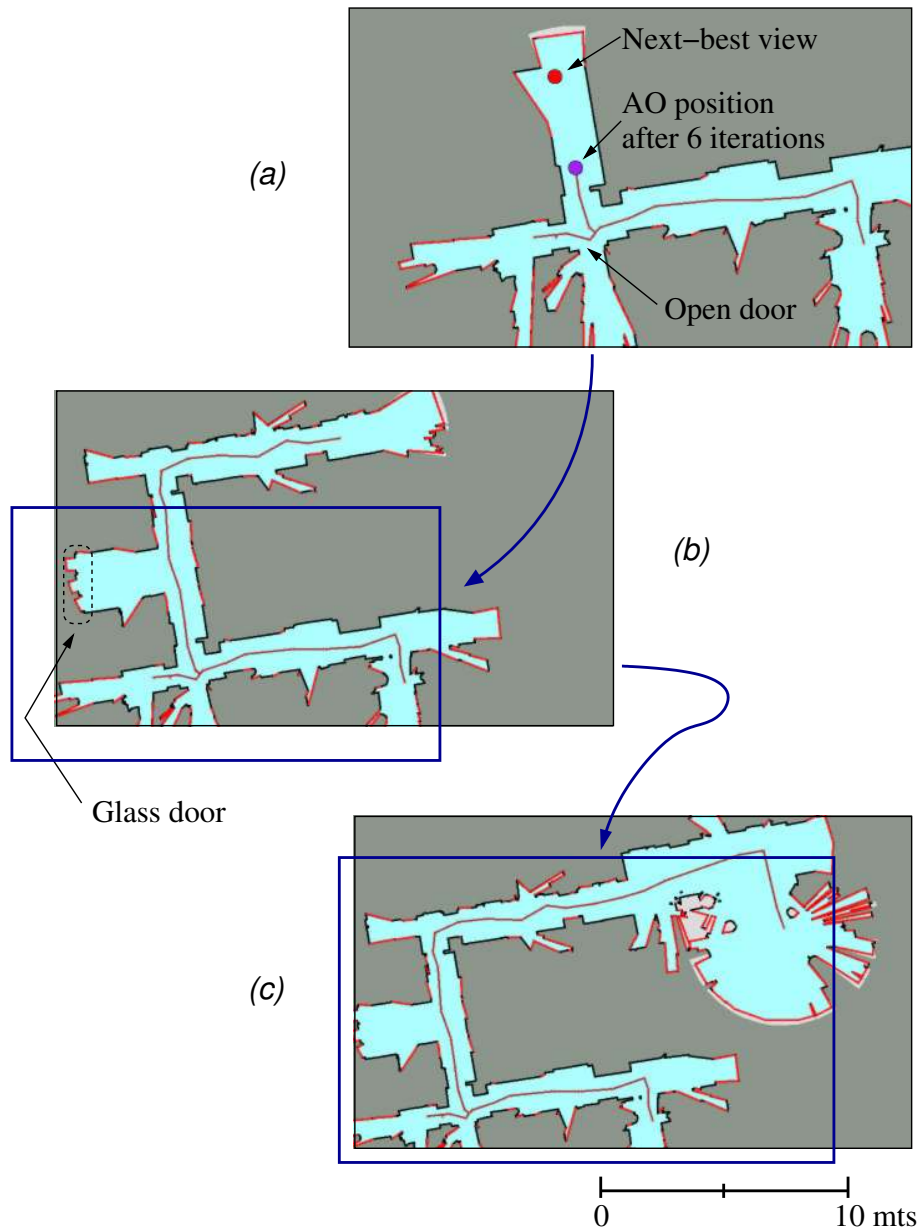 Next−best view
AO position
after 6 iterations
(a)
Open door
(b)
Glass door
(c)
0
10 mts